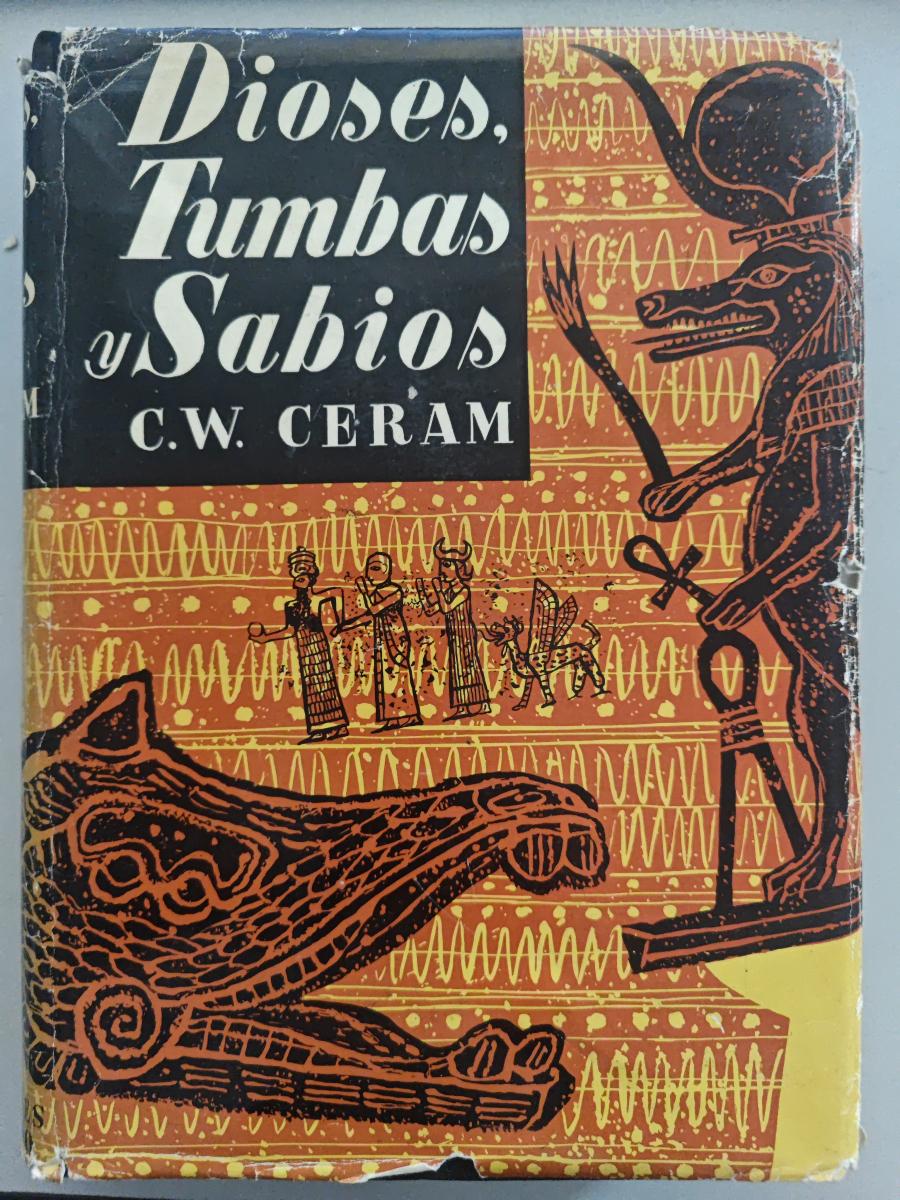 Dioses,
Tumbas
y Sabios
C.W. CERAM